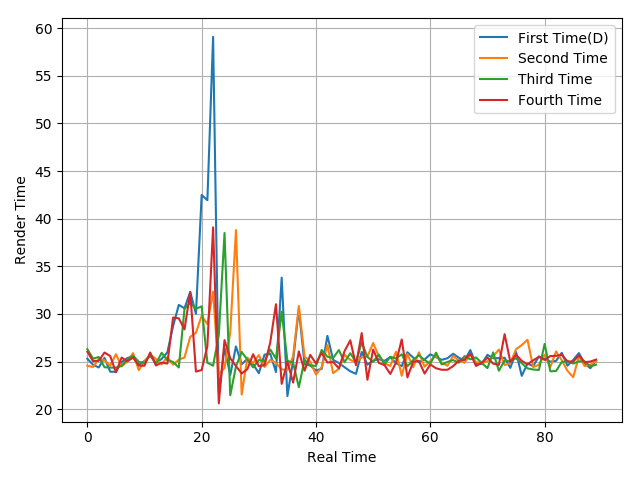 First Time(D)
Second Time
Third Time
Fourth Time
60
55
50
45
40
35
30
25
20
Render Time
0 20 40 60 80
Real Time